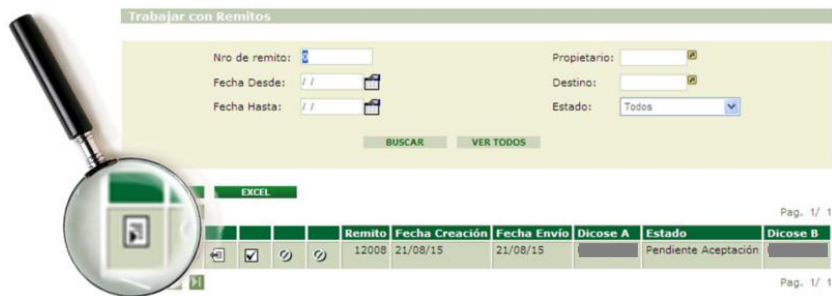 Trabajar con Remitos
Nro de remito: 0
Propietario:
Fecha Desde: / /
Destino:
Fecha Hasta: / /
Estado: Todos
BUSCAR VER TODOS
EXCEL
Pag. 1/ 1
Remito Fecha Creación Fecha Envío Dicose A Estado Dicose B
12008 21/08/15 21/08/15 Pendiente Aceptación
Pag. 1/ 1